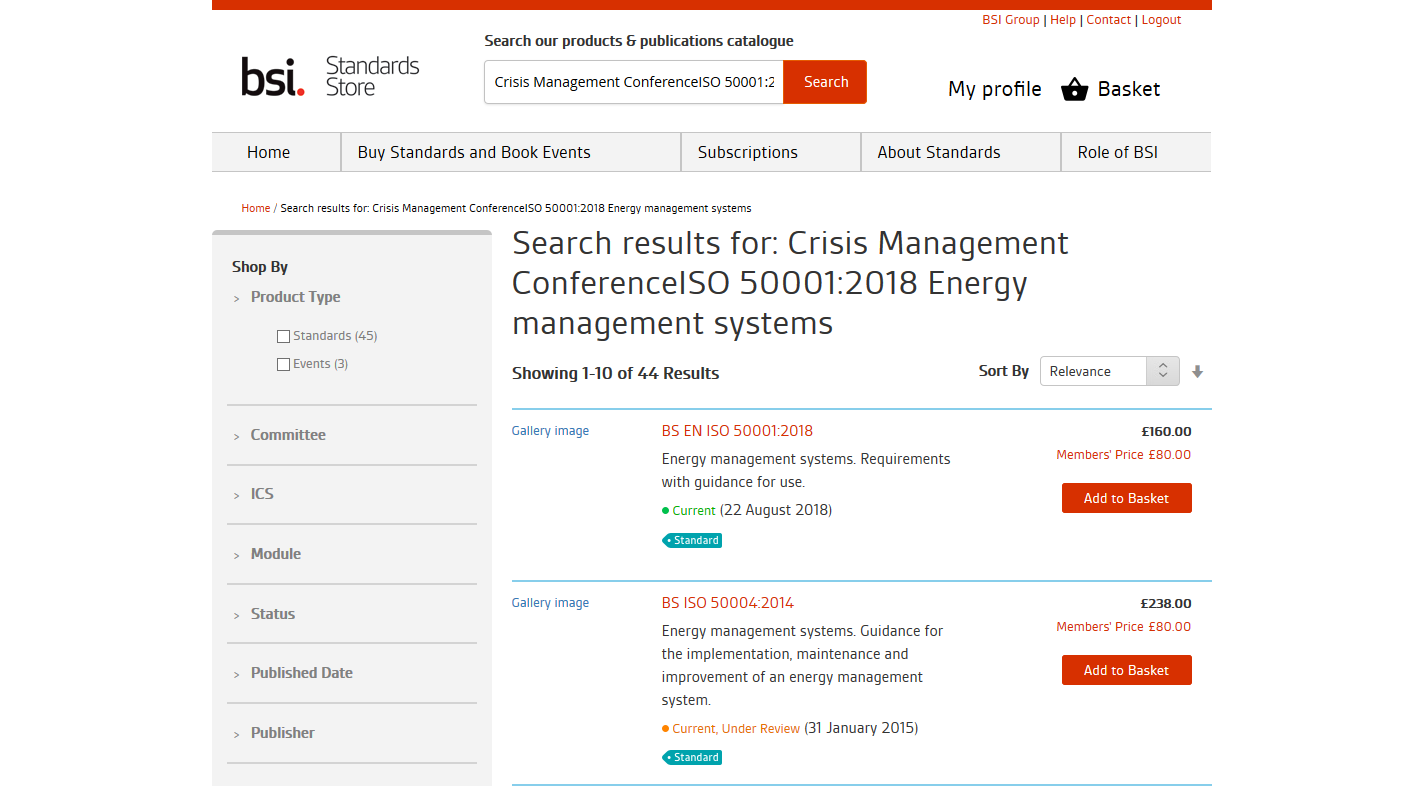 BSI Group | Help | Contact | Logout
Search our products & publications catalogue
bsi. Standards Store
Crisis Management ConferenceISO 50001:2
Search
My profile
Basket
Home
Buy Standards and Book Events
Subscriptions
About Standards
Role of BSI
Home / Search results for: Crisis Management ConferenceISO 50001:2018 Energy management systems
Shop By
> Product Type
Standards (45)
Events (3)
> Committee
> ICS
> Module
> Status
> Published Date
> Publisher
Search results for: Crisis Management
ConferenceISO 50001:2018 Energy
management systems
Showing 1-10 of 44 Results
Sort By
Relevance
Gallery image
BS EN ISO 50001:2018
Energy management systems. Requirements
with guidance for use.
Current (22 August 2018)
Standard
£160.00
Members' Price £80.00
Add to Basket
Gallery image
BS ISO 50004:2014
Energy management systems. Guidance for
the implementation, maintenance and
improvement of an energy management
system.
Current, Under Review (31 January 2015)
Standard
£238.00
Members' Price £80.00
Add to Basket